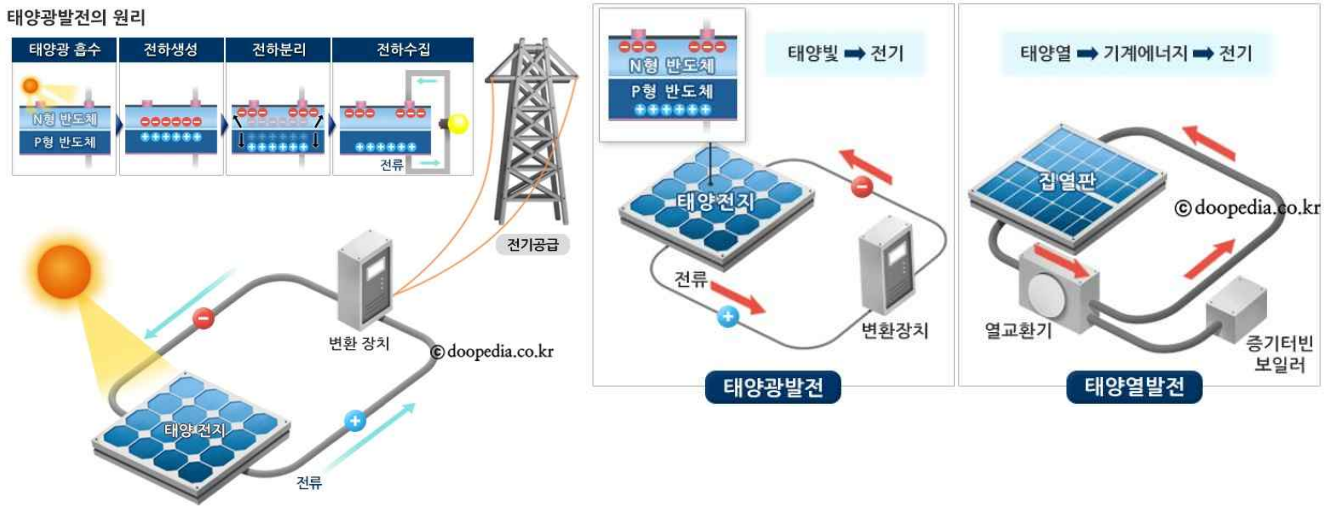 태양광발전의 원리
태양광 흡수
전하생성
전하분리
전하수집
N형 반도체
P형 반도체
전류
전기공급
변환 장치
ⓒdoopedia.co.kr
태양 전지
전류
N형 반도체
P형 반도체
태양빛 ➡ 전기
태양전지
전류
변환장치
태양광발전
태양열 ➡ 기계에너지 ➡ 전기
집열판
ⓒdoopedia.co.kr
열교환기
증기터빈
보일러
태양열발전